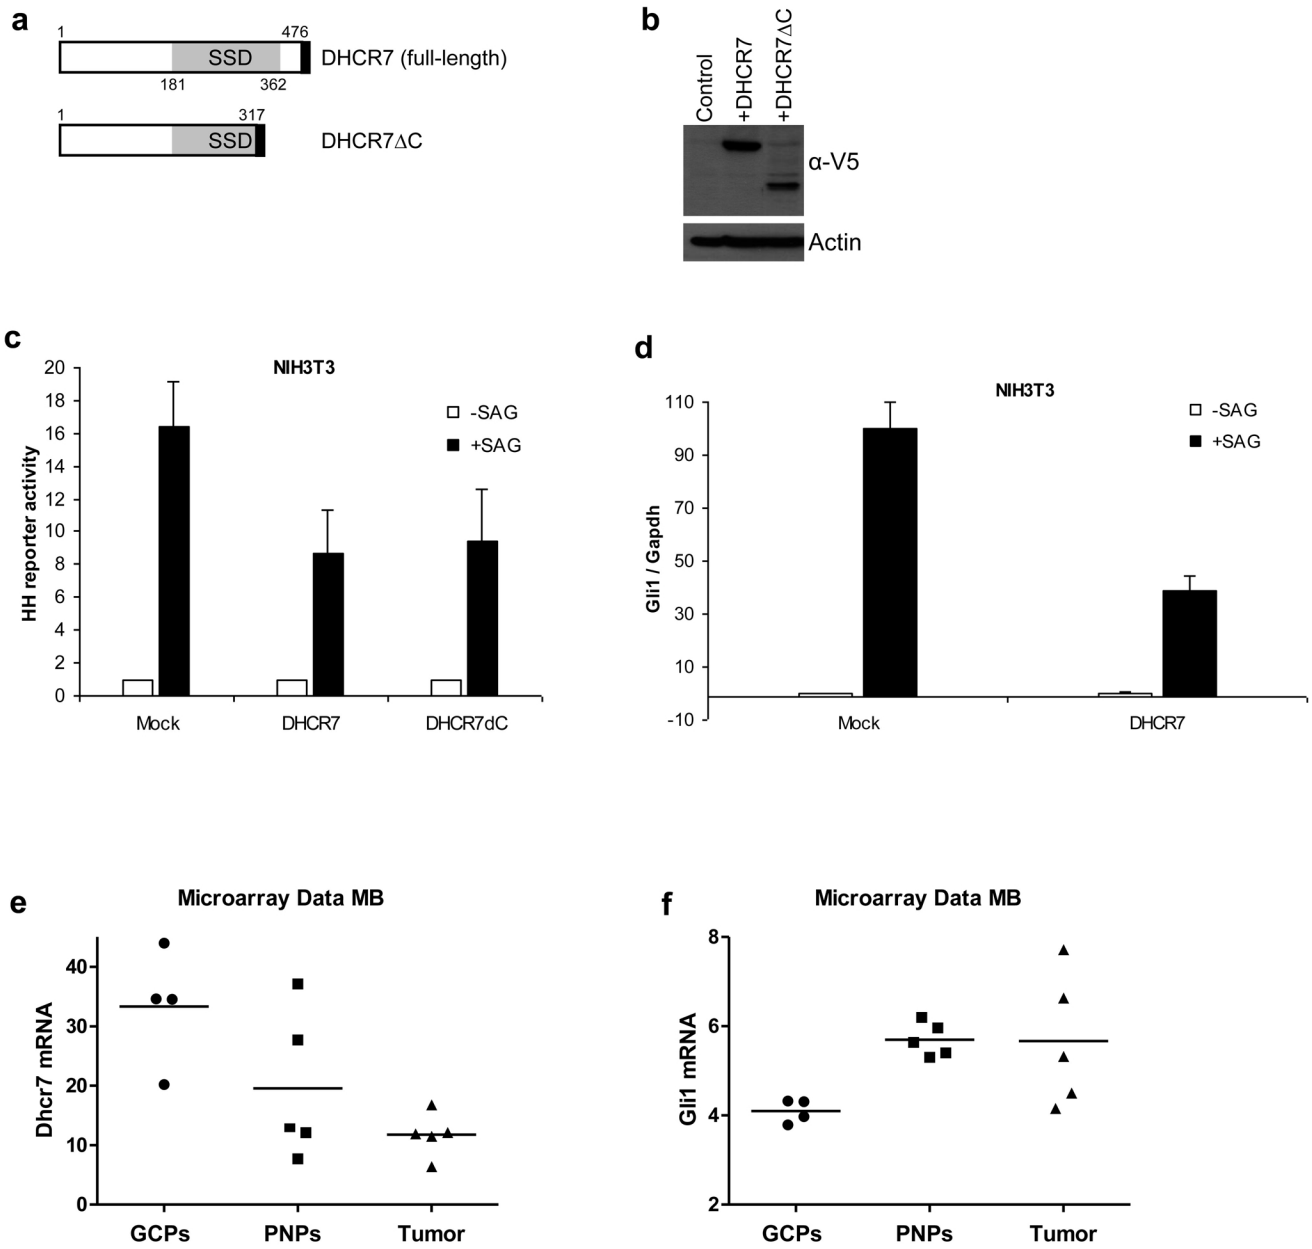 a
1
476
SSD
DHCR7 (full-length)
181
362
1
317
SSD
DHCR7ΔC
b
Control
+DHCR7
+DHCR7ΔC
α-V5
Actin
c
NIH3T3
HH reporter activity
20
18
16
14
12
10
8
6
4
2
0
-SAG
+SAG
Mock
DHCR7
DHCR7dC
d
NIH3T3
Gli1 / Gapdh
110
90
70
50
30
10
-10
-SAG
+SAG
Mock
DHCR7
e
Microarray Data MB
Dhcr7 mRNA
40
30
20
10
0
GCPs
PNPs
Tumor
f
Microarray Data MB
Gli1 mRNA
8
6
4
2
GCPs
PNPs
Tumor